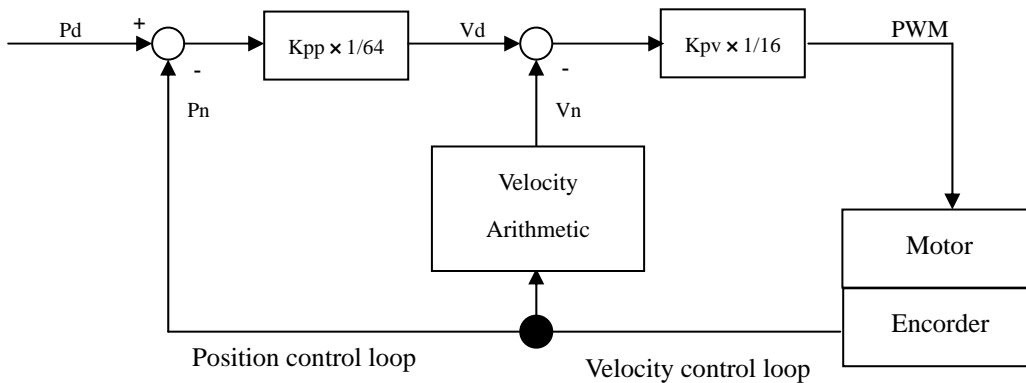 Pd
+
-
Pn
Kpp × 1/64
Vd
-
Vn
Kpv × 1/16
PWM
Velocity
Arithmetic
Motor
Encorder
Position control loop
Velocity control loop